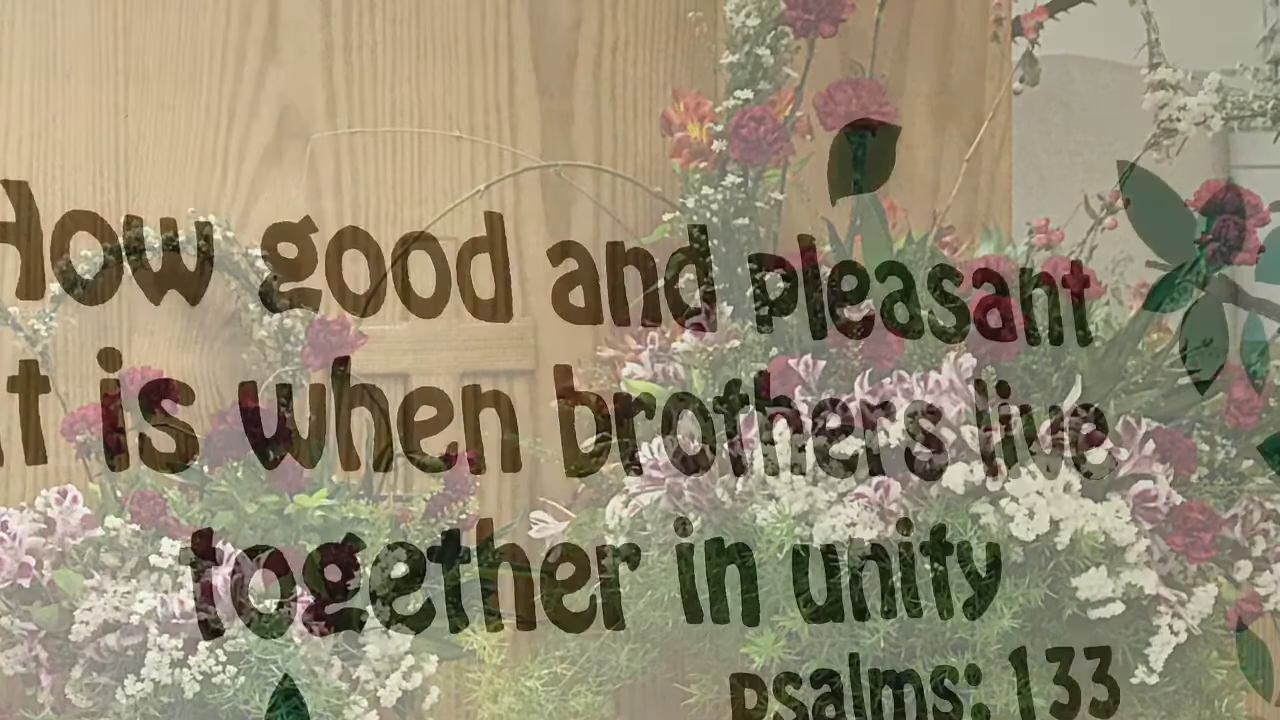 How good and pleasant
It is when brothers live
together in unity
psalms: 133